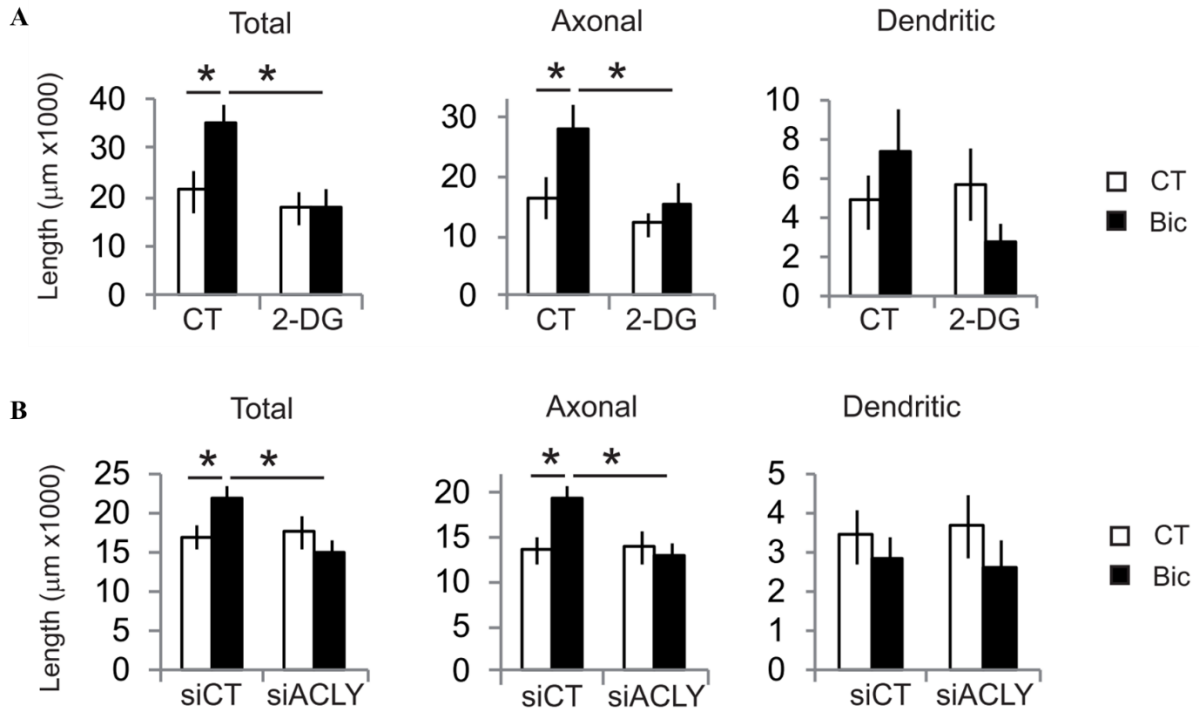 A
Total
Axonal
Dendritic
* *
* *
Length (μm x1000)
40
30
20
10
0
CT 2-DG
30
20
10
0
CT 2-DG
10
8
6
4
2
0
CT 2-DG
CT
Bic
B
Total
Axonal
Dendritic
* *
* *
Length (μm x1000)
25
20
15
10
5
0
siCT siACLY
20
15
10
5
0
siCT siACLY
5
4
3
2
1
0
siCT siACLY
CT
Bic